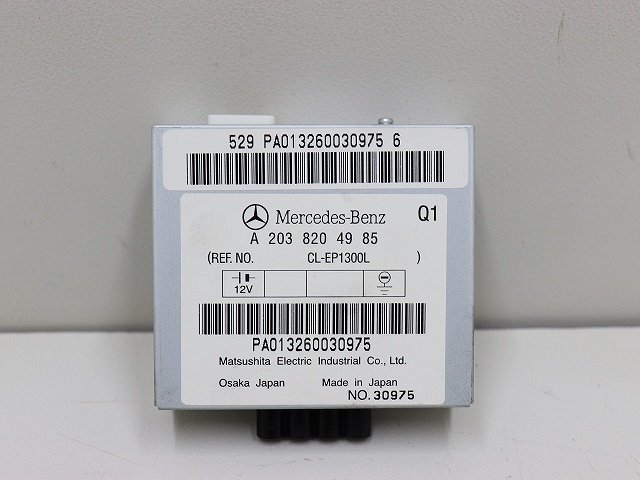 529 PA013260030975 6
Mercedes-Benz Q1
A 203 820 49 85
(REF. NO. CL-EP1300L )
12V
PA013260030975
Matsushita Electric Industrial Co., Ltd.
Osaka Japan Made in Japan
NO. 30975